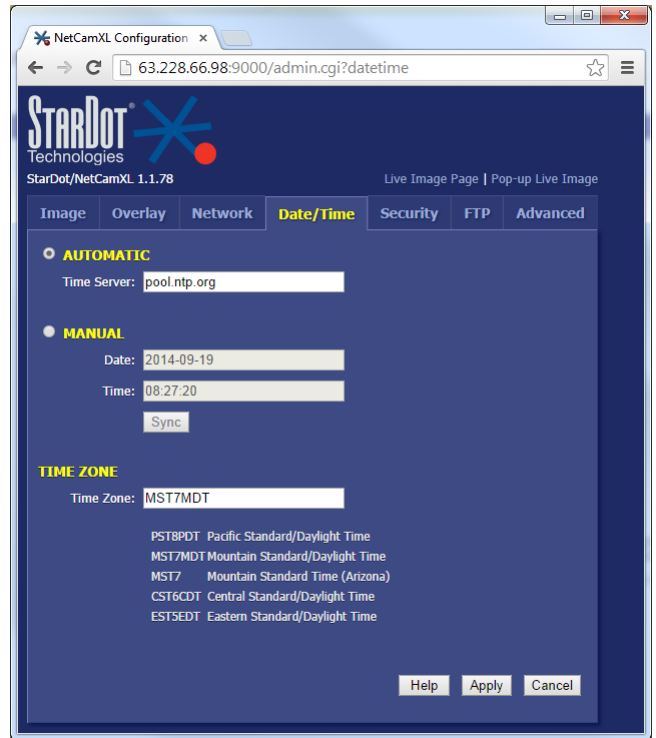 NetCamXL Configuration
63.228.66.98:9000/admin.cgi?datetime
STARDOT®
Technologies
StarDot/NetCamXL 1.1.78
Live Image Page | Pop-up Live Image
Image Overlay Network Date/Time Security FTP Advanced
AUTOMATIC
Time Server: pool.ntp.org
MANUAL
Date: 2014-09-19
Time: 08:27:20
Sync
TIME ZONE
Time Zone: MST7MDT
PST8PDT Pacific Standard/Daylight Time
MST7MDT Mountain Standard/Daylight Time
MST7 Mountain Standard Time (Arizona)
CST6CDT Central Standard/Daylight Time
EST5EDT Eastern Standard/Daylight Time
Help Apply Cancel